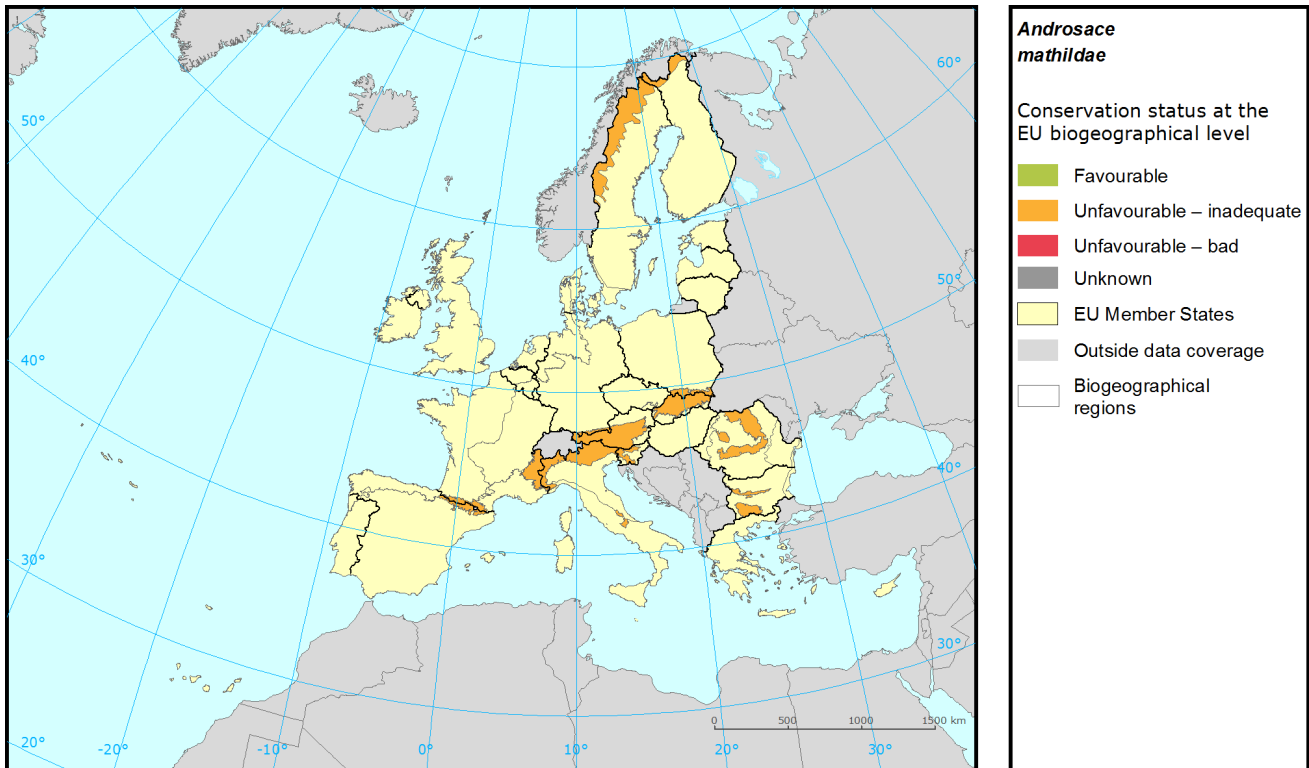 60°
50°
50°
40°
40°
30°
30°
20°
-20°
-10°
0°
10°
20°
30°
0
500
1000
1500 km
Androsace
mathildae
Conservation status at the
EU biogeographical level
Favourable
Unfavourable – inadequate
Unfavourable – bad
Unknown
EU Member States
Outside data coverage
Biogeographical
regions